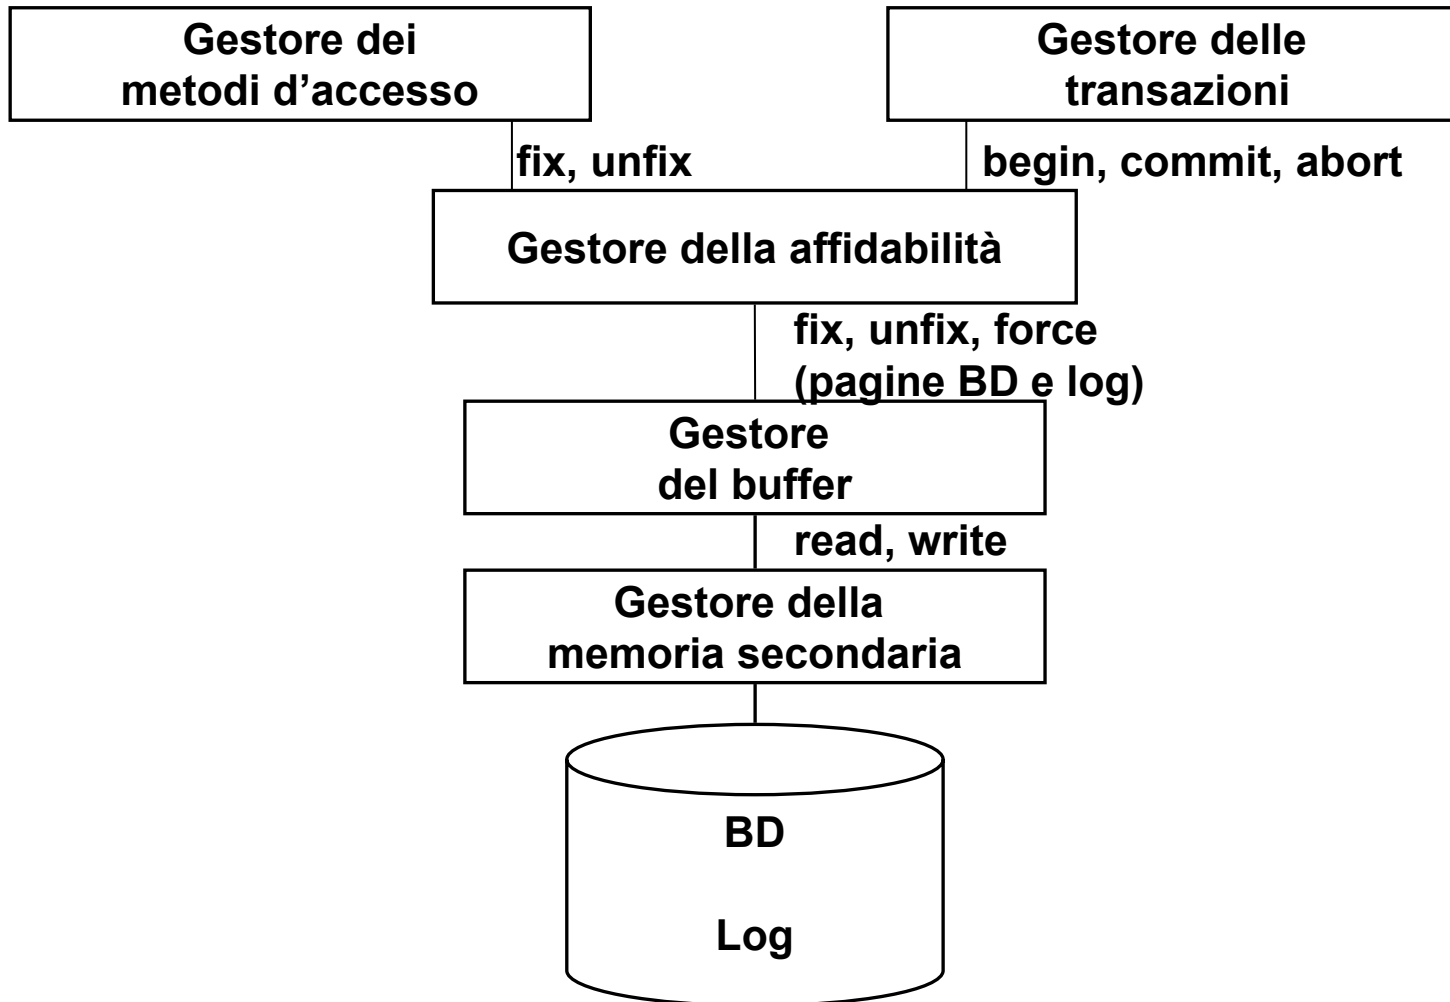 Gestore dei
metodi d’accesso
Gestore delle
transazioni
fix, unfix
begin, commit, abort
Gestore della affidabilità
fix, unfix, force
(pagine BD e log)
Gestore
del buffer
read, write
Gestore della
memoria secondaria
BD
Log